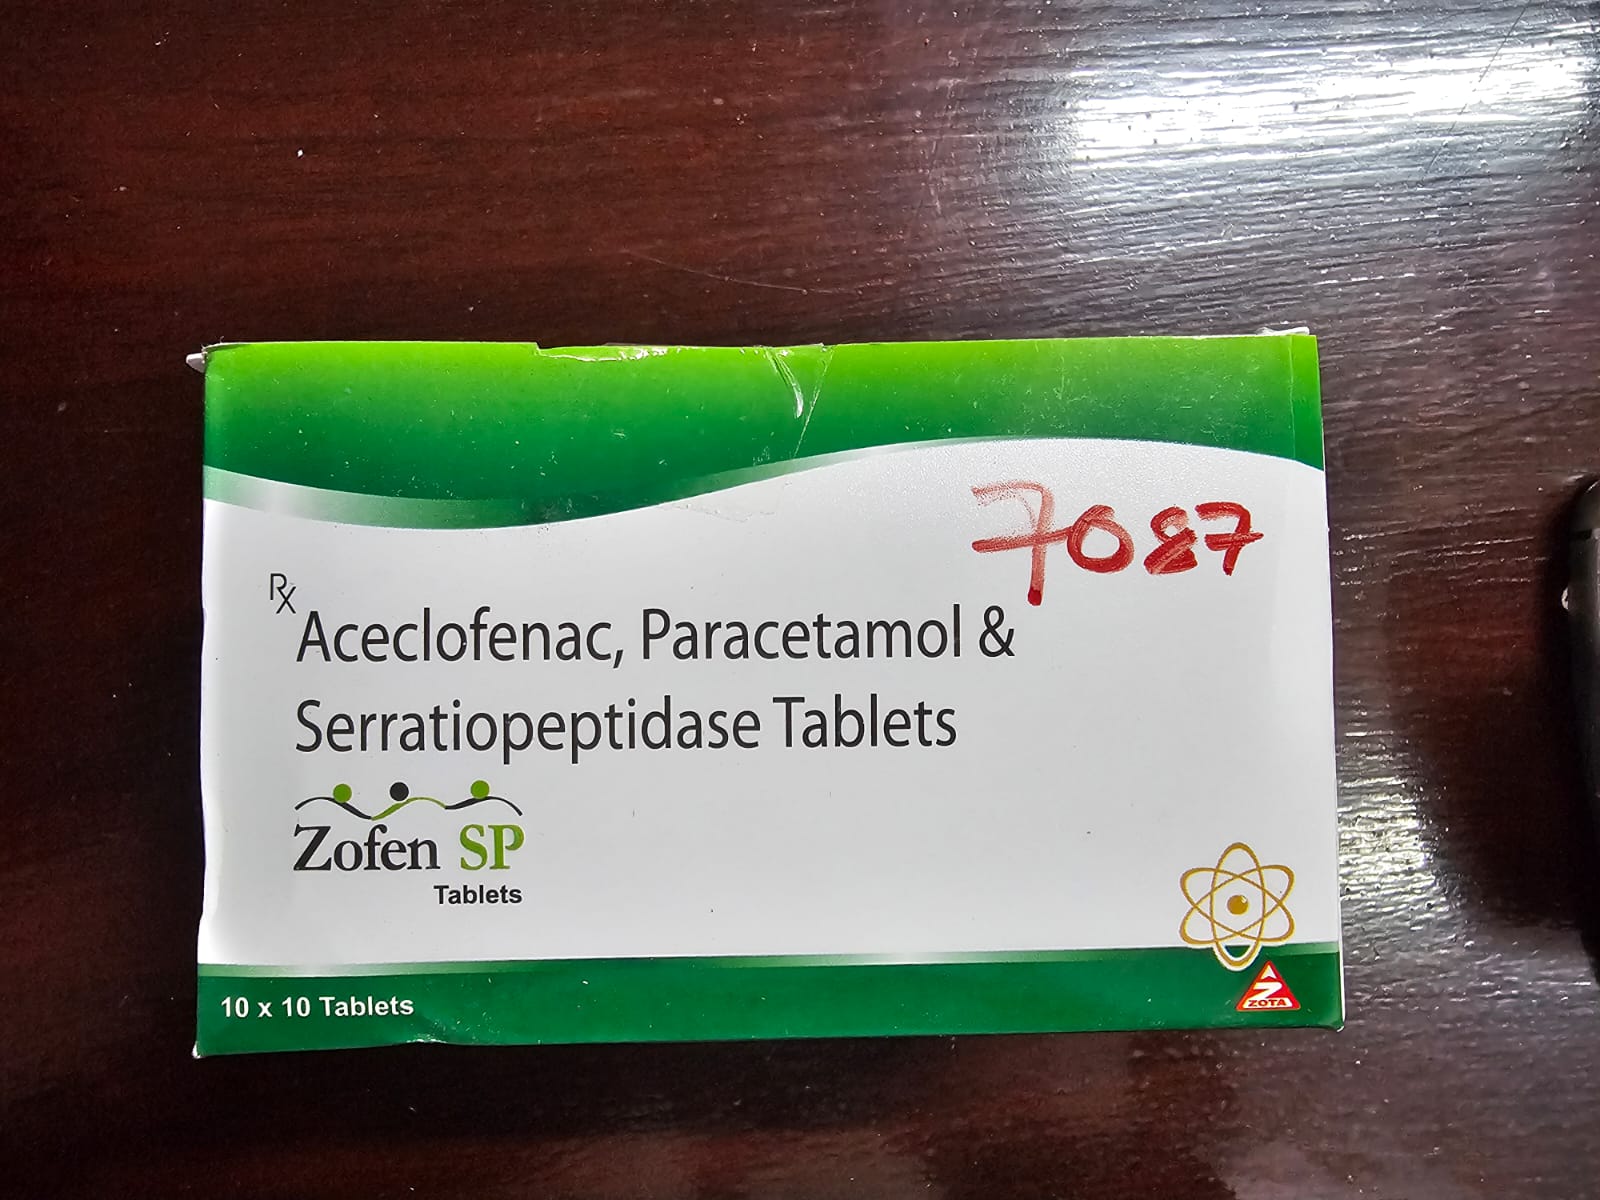 7087
Rx
Aceclofenac, Paracetamol &
Serratiopeptidase Tablets
Zofen SP
Tablets
10 x 10 Tablets
ZOTA